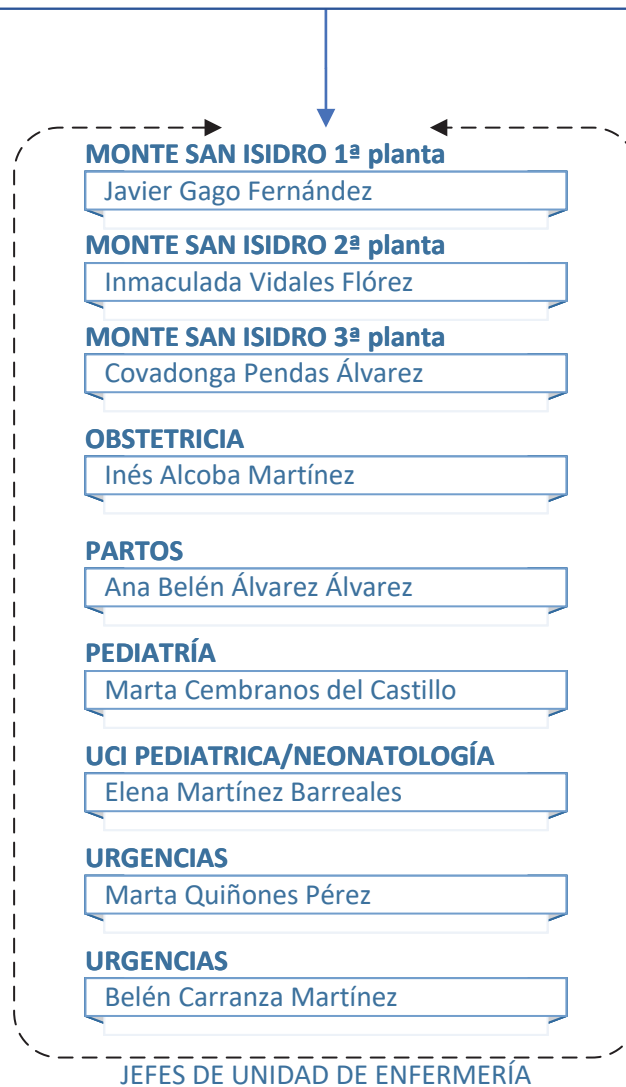 MONTE SAN ISIDRO 1ª planta
Javier Gago Fernández
MONTE SAN ISIDRO 2ª planta
Inmaculada Vidales Flórez
MONTE SAN ISIDRO 3ª planta
Covadonga Pendas Álvarez
OBSTETRICIA
Inés Alcoba Martínez
PARTOS
Ana Belén Álvarez Álvarez
PEDIATRÍA
Marta Cembranos del Castillo
UCI PEDIATRICA/NEONATOLOGÍA
Elena Martínez Barreales
URGENCIAS
Marta Quiñones Pérez
URGENCIAS
Belén Carranza Martínez
JEFES DE UNIDAD DE ENFERMERÍA